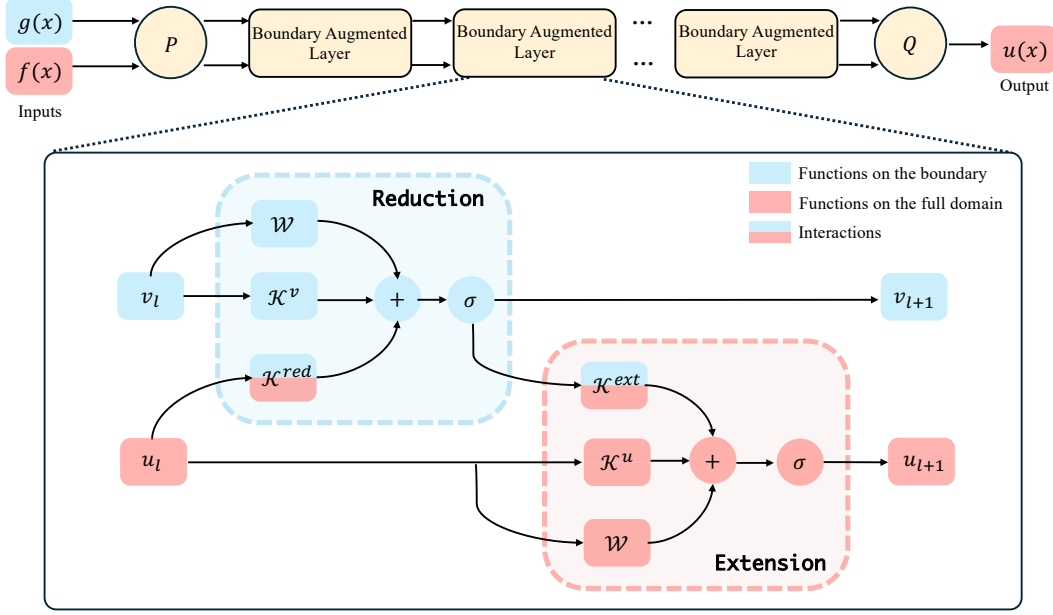 g(x)
f(x)
Inputs
P
Boundary Augmented
Layer
Boundary Augmented
Layer
...
...
Boundary Augmented
Layer
Q
u(x)
Output
Functions on the boundary
Functions on the full domain
Interactions
Reduction
𝒲
v_l
𝒦^v
+
σ
v_{l+1}
𝒦^{red}
𝒦^{ext}
u_l
𝒦^u
+
σ
u_{l+1}
𝒲
Extension